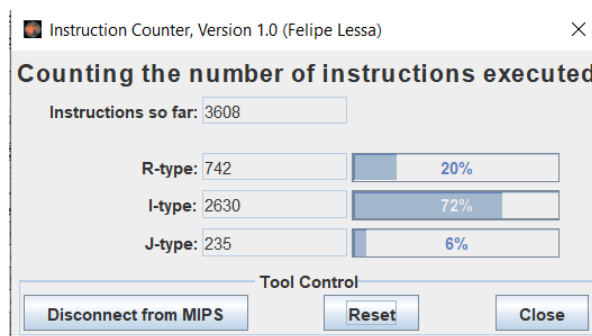 Instruction Counter, Version 1.0 (Felipe Lessa)
Counting the number of instructions executed
Instructions so far: 3608
R-type: 742 20%
I-type: 2630 72%
J-type: 235 6%
Tool Control
Disconnect from MIPS Reset Close